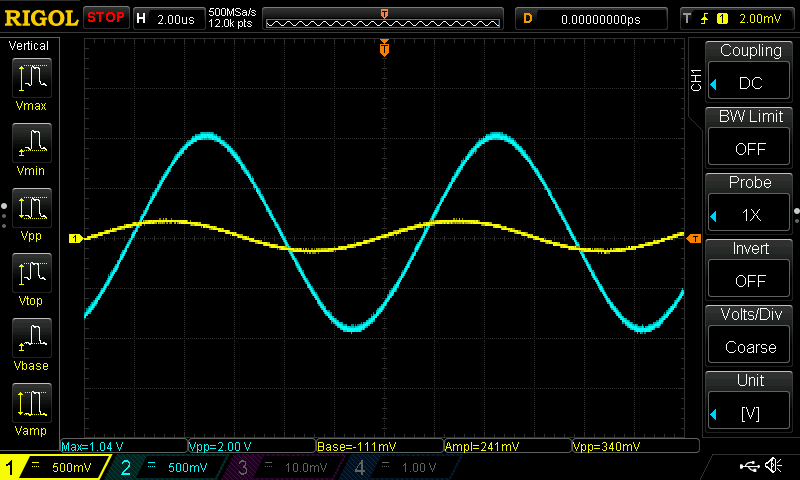 RIGOL STOP H 2.00us 500MSa/s D 0.00000000ps T 1 2.00mV
12.0k pts
T
Vertical
Vmax
Vmin
Vpp
Vtop
Vbase
Vamp
1
T
CH1
Coupling
DC
BW Limit
OFF
Probe
1X
Invert
OFF
Volts/Div
Coarse
Unit
[V]
Max=1.04 V Vpp=2.00 V Base=-111mV Ampl=241mV Vpp=340mV
1 500mV 2 500mV 3 10.0mV 4 1.00 V